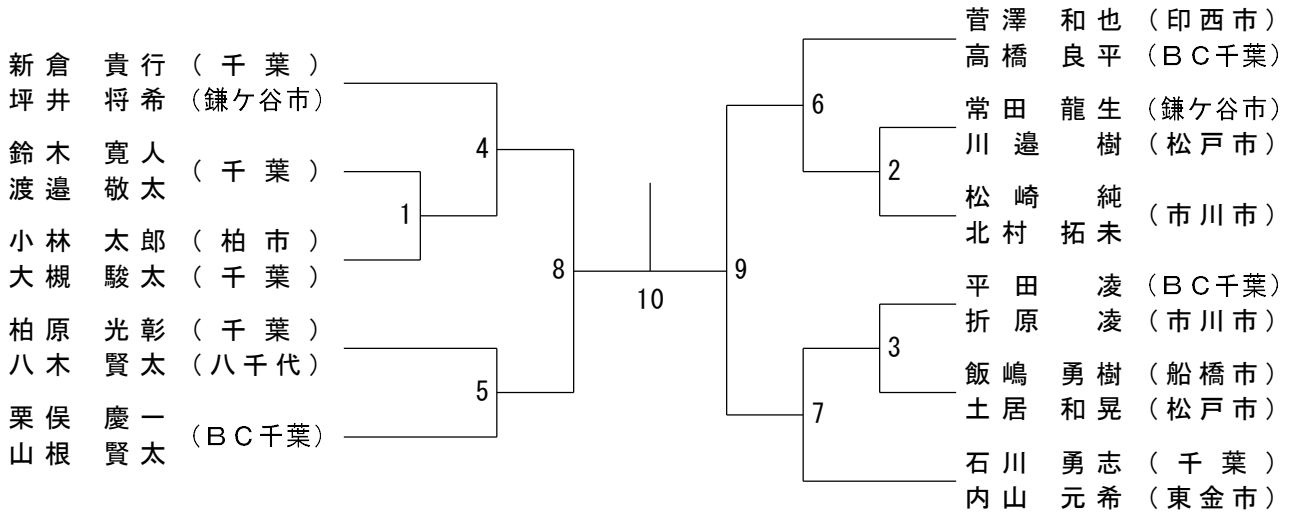 新倉 貴行 (千葉)
坪井 将希 (鎌ケ谷市)
鈴木 寛人
渡邉 敬太
(千葉)
小林 太郎 (柏市)
大槻 駿太 (千葉)
柏原 光彰 (千葉)
八木 賢太 (八千代)
栗俣 慶一
山根 賢太
(BC千葉)
4
1
8
5
10
菅澤 和也 (印西市)
高橋 良平 (BC千葉)
常田 龍生 (鎌ケ谷市)
川邉 樹 (松戸市)
松崎 純
北村 拓未
(市川市)
平田 凌 (BC千葉)
折原 凌 (市川市)
飯嶋 勇樹 (船橋市)
土居 和晃 (松戸市)
石川 勇志 (千葉)
内山 元希 (東金市)
6
2
9
3
7